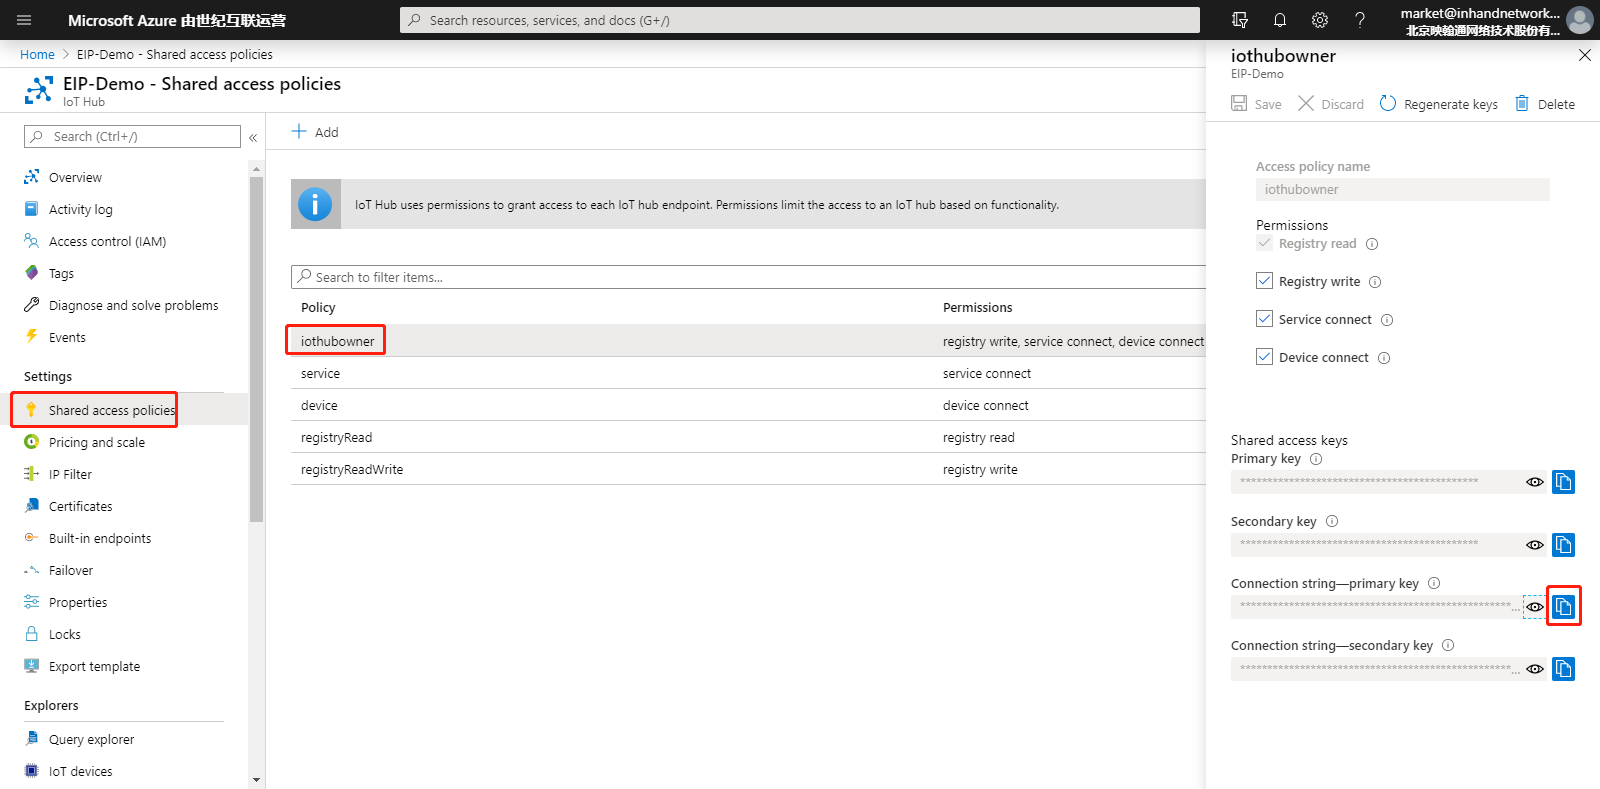 Microsoft Azure 由世纪互联运营
Search resources, services, and docs (G+/)
market@inhandnetwork...
北京映翰通网络技术股份有...
Home > EIP-Demo - Shared access policies
EIP-Demo - Shared access policies
IoT Hub
Search (Ctrl+/)
«
Overview
Activity log
Access control (IAM)
Tags
Diagnose and solve problems
Events
Settings
Shared access policies
Pricing and scale
IP Filter
Certificates
Built-in endpoints
Failover
Properties
Locks
Export template
Explorers
Query explorer
IoT devices
Add
IoT Hub uses permissions to grant access to each IoT hub endpoint. Permissions limit the access to an IoT hub based on functionality.
Search to filter items...
Policy Permissions
iothubowner registry write, service connect, device connect
service service connect
device device connect
registryRead registry read
registryReadWrite registry write
iothubowner
EIP-Demo
Save Discard Regenerate keys Delete
Access policy name
iothubowner
Permissions
Registry read
Registry write
Service connect
Device connect
Shared access keys
Primary key
Secondary key
Connection string—primary key
Connection string—secondary key